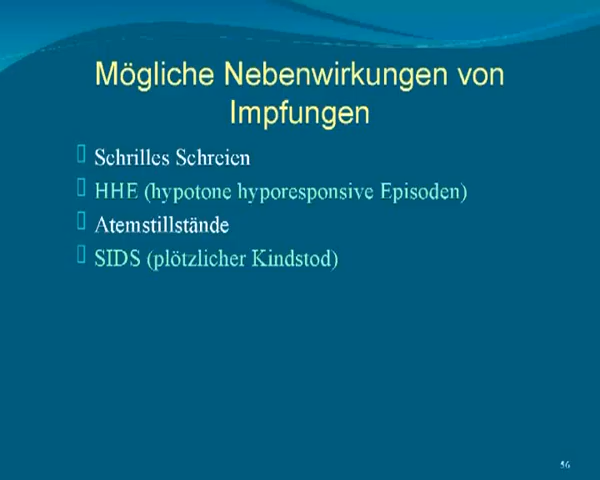 Mögliche Nebenwirkungen von
Impfungen
Schrilles Schreien
HHE (hypotone hyporesponsive Episoden)
Atemstillstände
SIDS (plötzlicher Kindstod)
56